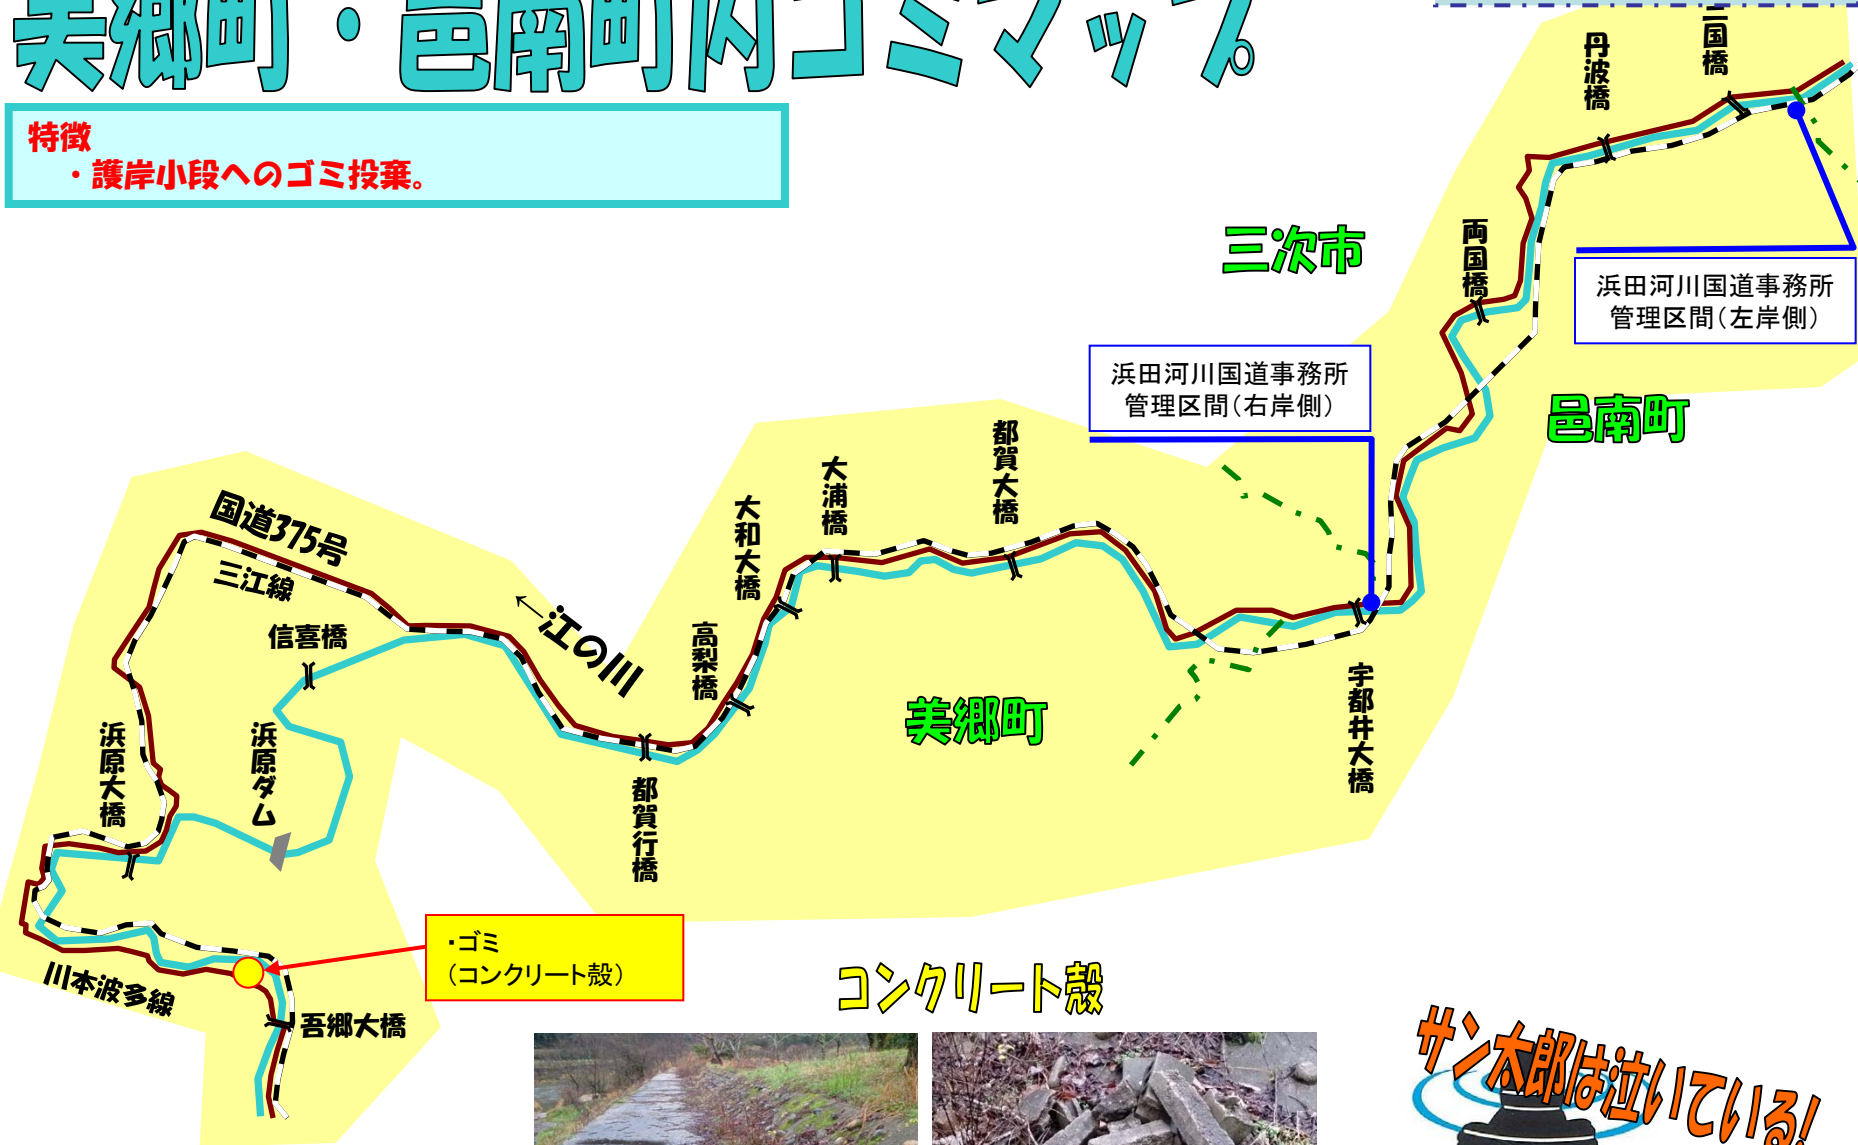 美郷町・邑南町内ゴミマップ
特徴
・護岸小段へのゴミ投棄。
三国橋
丹波橋
両国橋
三次市
浜田河川国道事務所
管理区間(左岸側)
浜田河川国道事務所
管理区間(右岸側)
邑南町
都賀大橋
大浦橋
大和大橋
国道375号
三江線
信喜橋
←江の川
高梨橋
美郷町
宇都井大橋
浜原大橋
浜原ダム
都賀行橋
・ゴミ
(コンクリート殻)
川本波多線
吾郷大橋
コンクリート殻
サン太郎は泣いている!